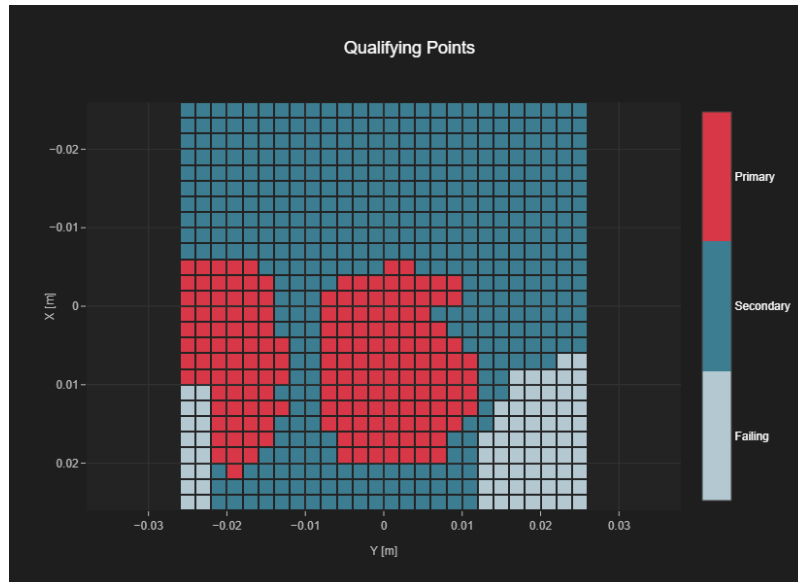 Qualifying Points
−0.02
−0.01
0
0.01
0.02
X [m]
−0.03
−0.02
−0.01
0
0.01
0.02
0.03
Y [m]
Primary
Secondary
Failing